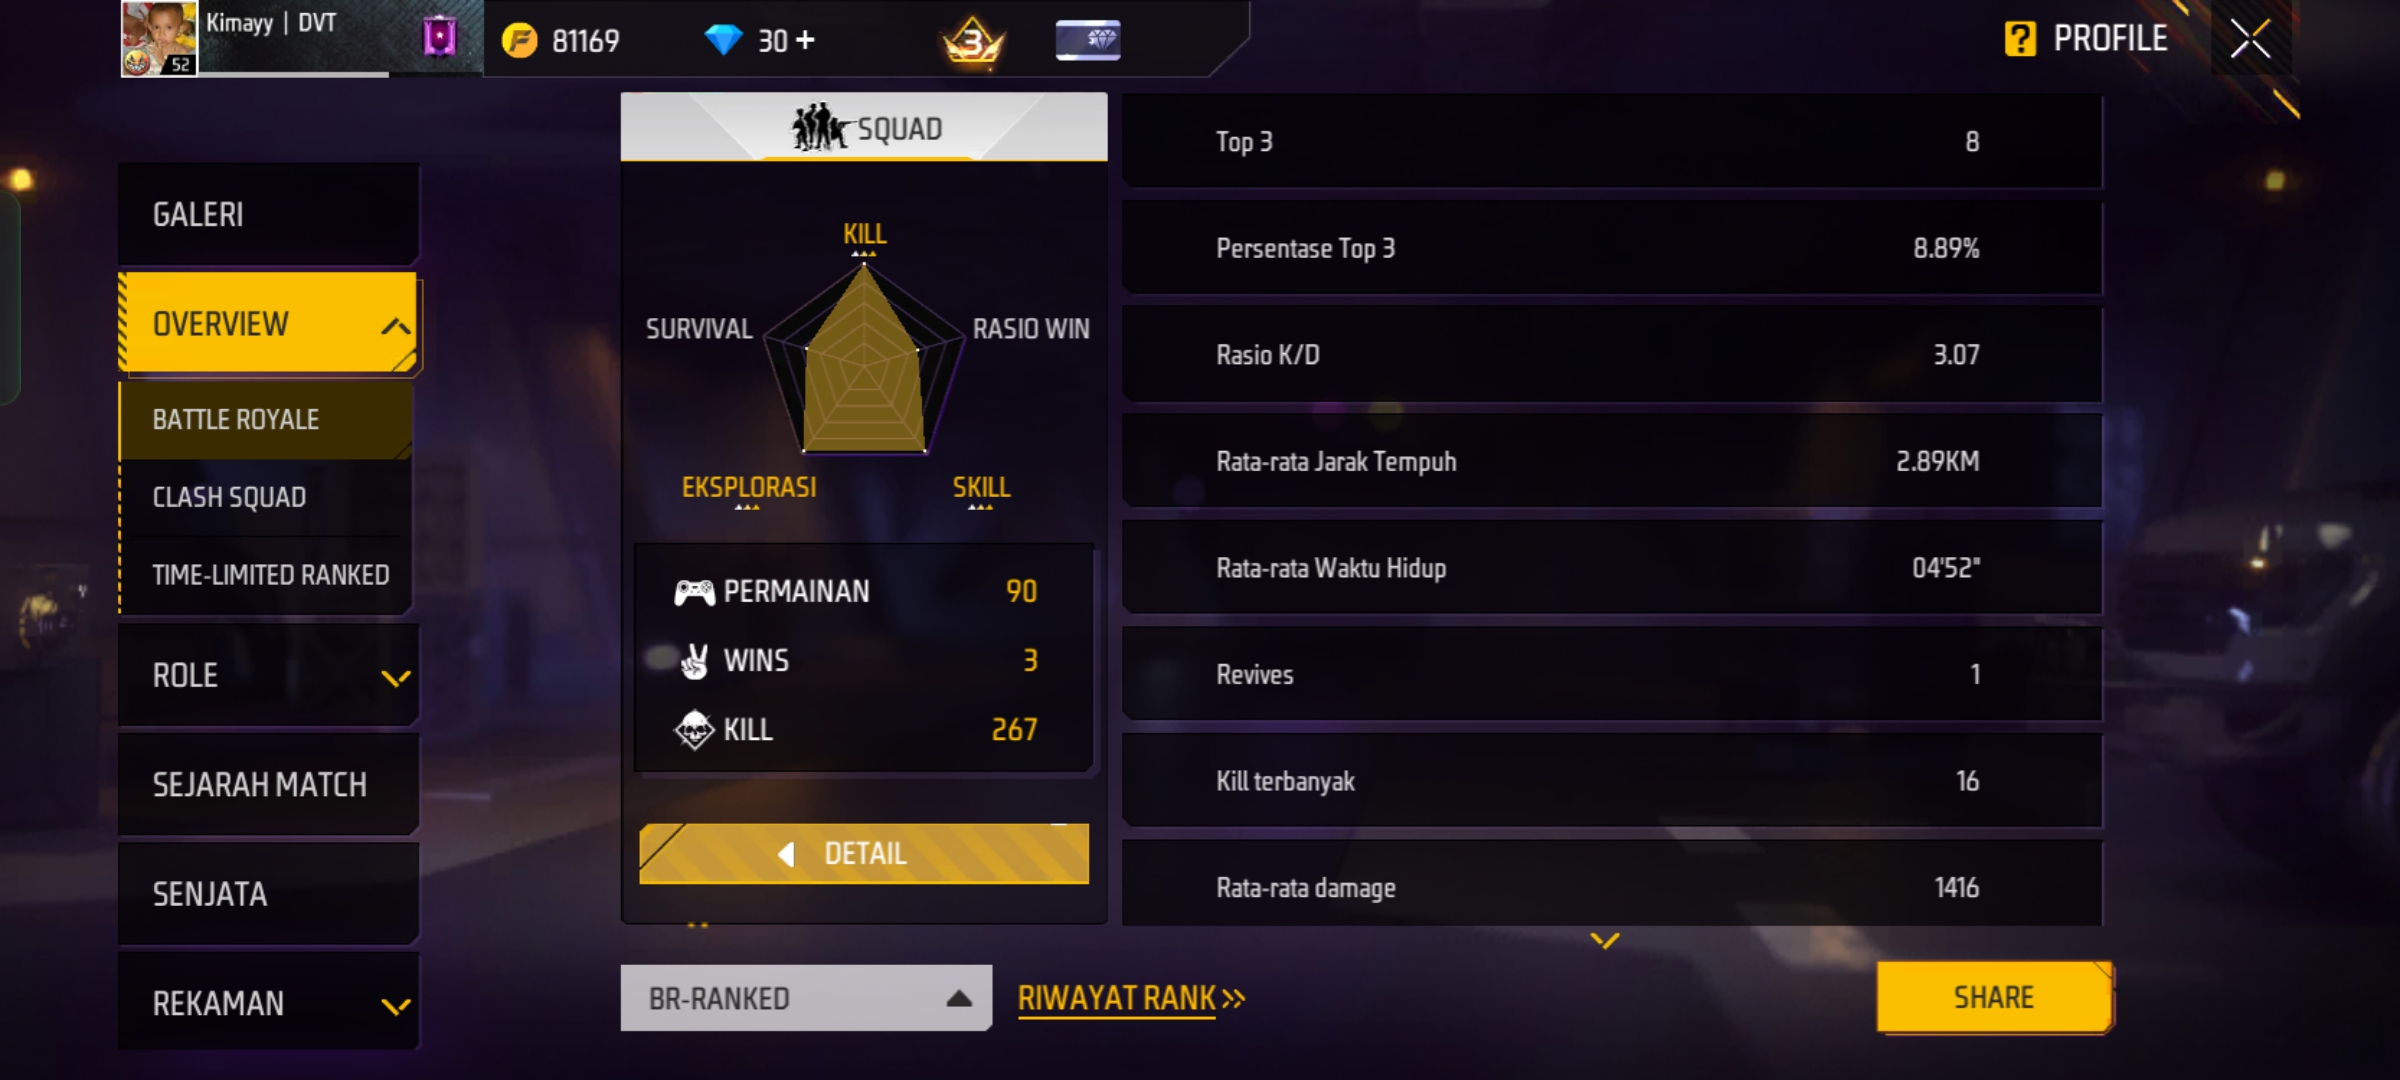 Kimayy | DVT
52
81169
30 +
3
? PROFILE
GALERI
OVERVIEW
BATTLE ROYALE
CLASH SQUAD
TIME-LIMITED RANKED
ROLE
SEJARAH MATCH
SENJATA
REKAMAN
SQUAD
KILL
SURVIVAL
RASIO WIN
EKSPLORASI
SKILL
PERMAINAN 90
WINS 3
KILL 267
DETAIL
BR-RANKED
RIWAYAT RANK
Top 3 8
Persentase Top 3 8.89%
Rasio K/D 3.07
Rata-rata Jarak Tempuh 2.89KM
Rata-rata Waktu Hidup 04'52"
Revives 1
Kill terbanyak 16
Rata-rata damage 1416
SHARE